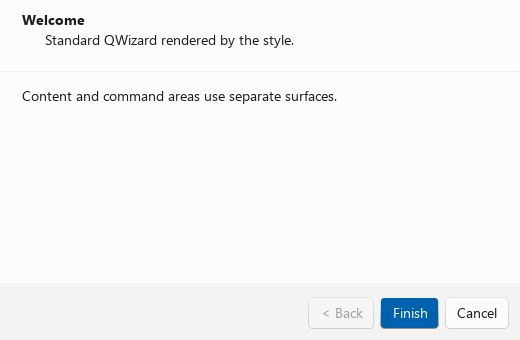 Welcome
Standard QWizard rendered by the style.
Content and command areas use separate surfaces.
< Back
Finish
Cancel